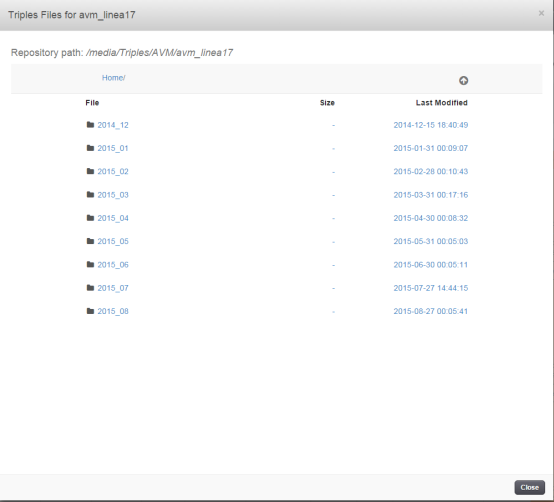 Triples Files for avm_linea17 ×
Repository path: /media/Triples/AVM/avm_linea17
Home/
File Size Last Modified
2014_12 - 2014-12-15 18:40:49
2015_01 - 2015-01-31 00:09:07
2015_02 - 2015-02-28 00:10:43
2015_03 - 2015-03-31 00:17:16
2015_04 - 2015-04-30 00:08:32
2015_05 - 2015-05-31 00:05:03
2015_06 - 2015-06-30 00:05:11
2015_07 - 2015-07-27 14:44:15
2015_08 - 2015-08-27 00:05:41
Close